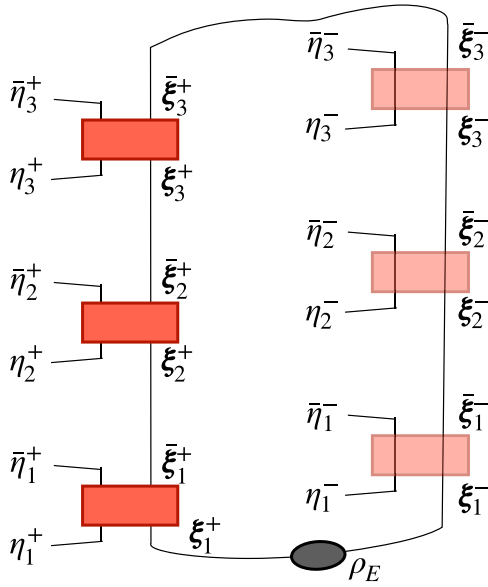 η̄₃⁺ ξ̄₃⁺ η̄₃⁻ ξ̄₃⁻
η₃⁺ ξ₃⁺ η₃⁻ ξ₃⁻
η̄₂⁺ ξ̄₂⁺ η̄₂⁻ ξ̄₂⁻
η₂⁺ ξ₂⁺ η₂⁻ ξ₂⁻
η̄₁⁺ ξ̄₁⁺ η̄₁⁻ ξ̄₁⁻
η₁⁺ ξ₁⁺ η₁⁻ ξ₁⁻
ρ_E